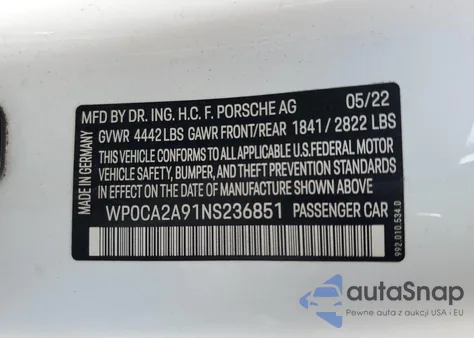 MFD BY DR. ING. H.C. F. PORSCHE AG 05/22
GVWR 4442 LBS GAWR FRONT/REAR 1841 / 2822 LBS
THIS VEHICLE CONFORMS TO ALL APPLICABLE U.S. FEDERAL MOTOR
VEHICLE SAFETY, BUMPER, AND THEFT PREVENTION STANDARDS
IN EFFECT ON THE DATE OF MANUFACTURE SHOWN ABOVE.
WP0CA2A91NS236851 PASSENGER CAR
MADE IN GERMANY
992.010.534.D
autoSnap
Pewne auta z aukcji USA i EU